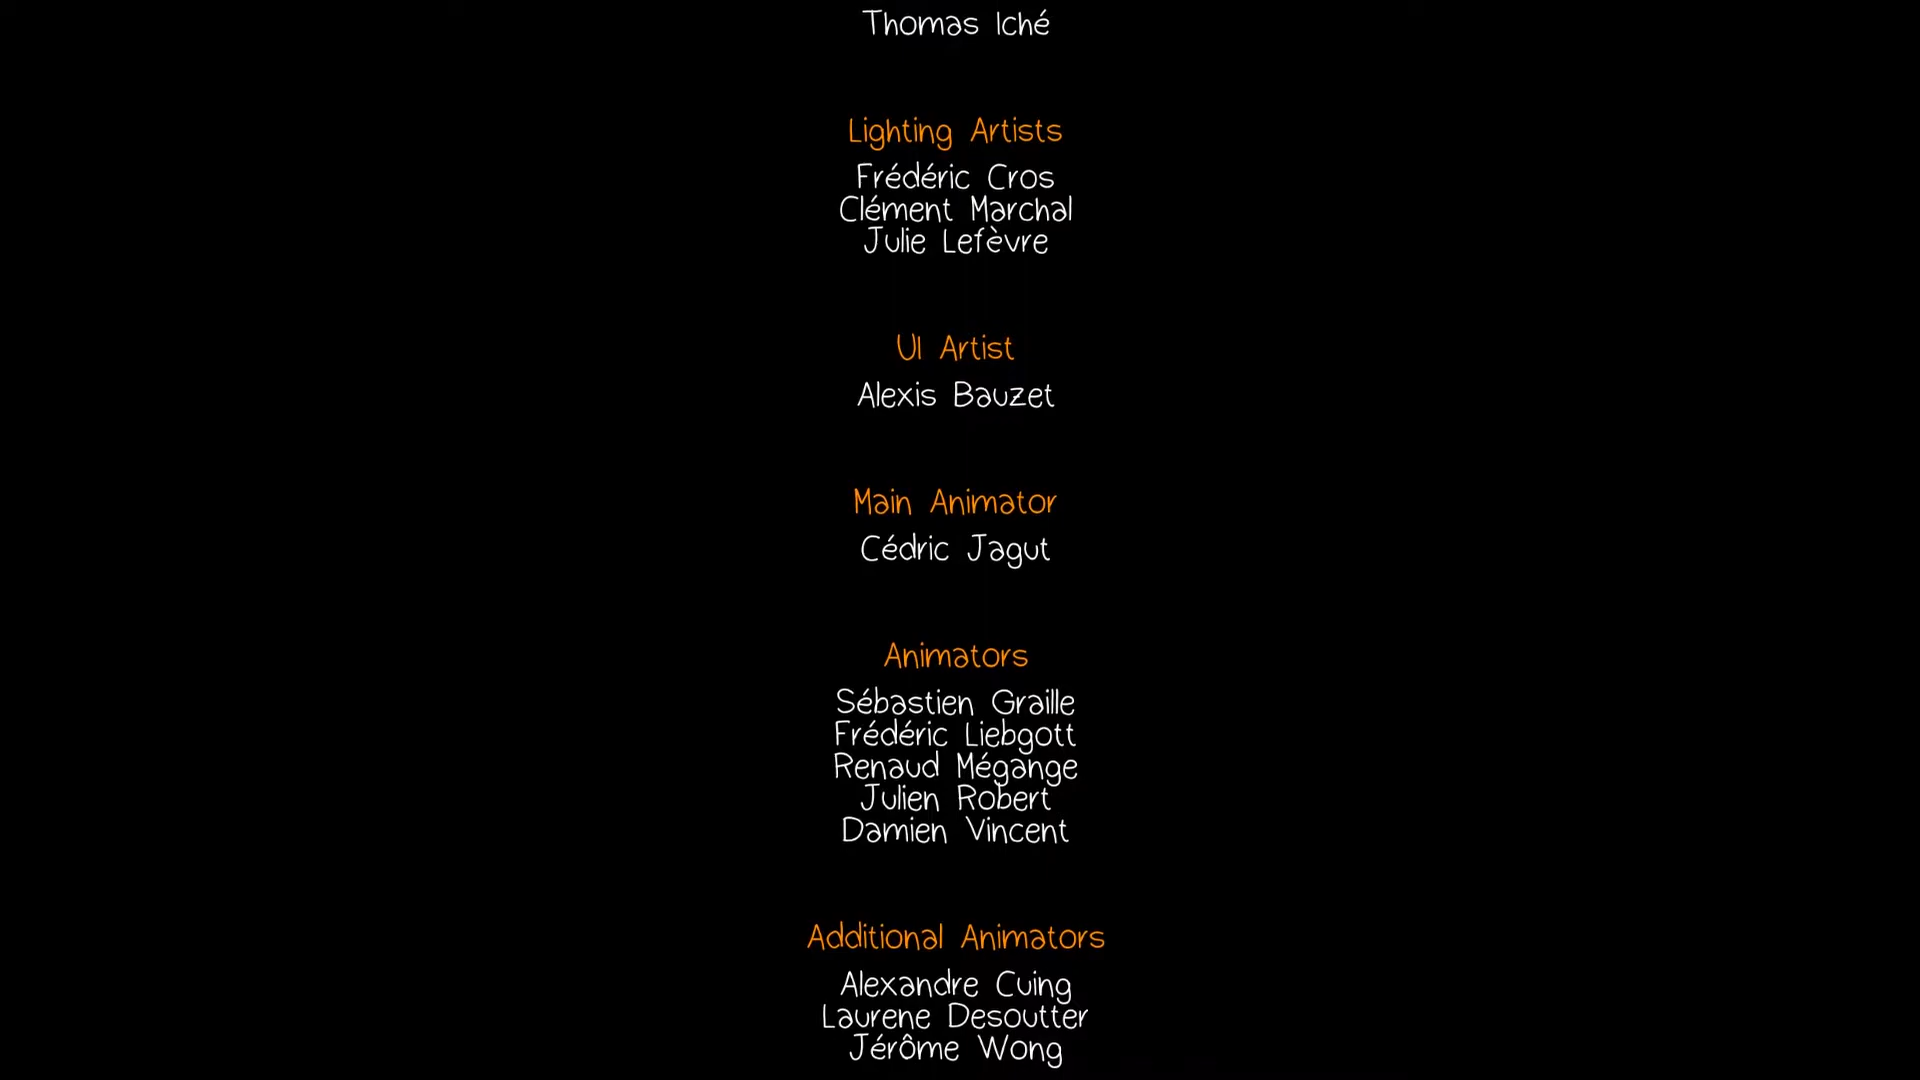 Thomas Iché
Lighting Artists
Frédéric Cros
Clément Marchal
Julie Lefèvre
UI Artist
Alexis Bauzet
Main Animator
Cédric Jagut
Animators
Sébastien Graille
Frédéric Liebgott
Renaud Mégange
Julien Robert
Damien Vincent
Additional Animators
Alexandre Cuing
Laurene Desoutter
Jérôme Wong